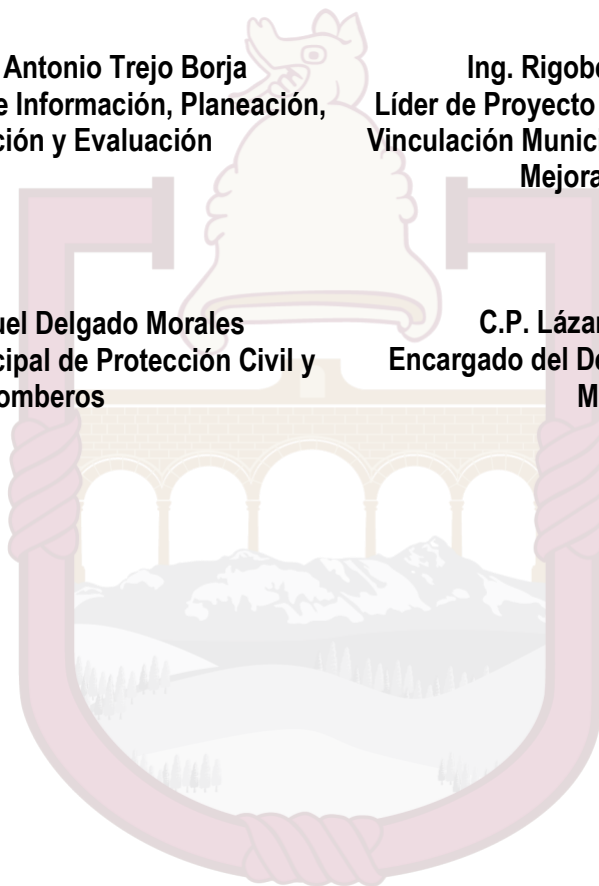 Antonio Trejo Borja
e Información, Planeación,
ción y Evaluación
Ing. Rigobe
Líder de Proyecto
Vinculación Munici
Mejora
uel Delgado Morales
cipal de Protección Civil y
omberos
C.P. Lázar
Encargado del De
M